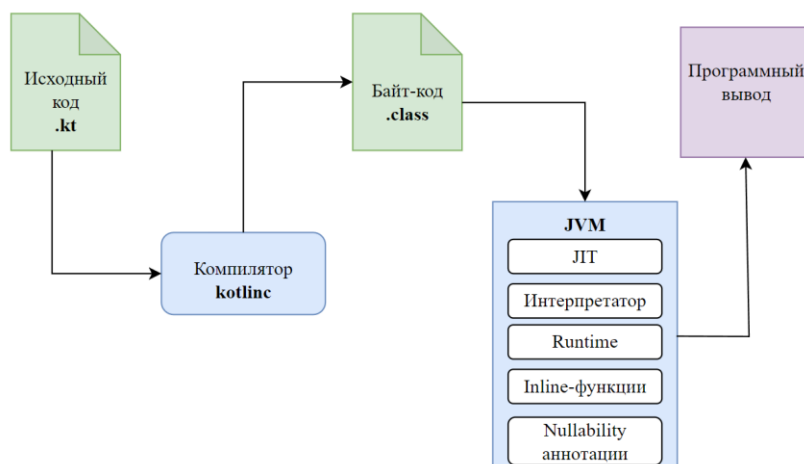 Исходный
код
.kt
Компилятор
kotlinc
Байт-код
.class
JVM
JIT
Интерпретатор
Runtime
Inline-функции
Nullability
аннотации
Программный
вывод